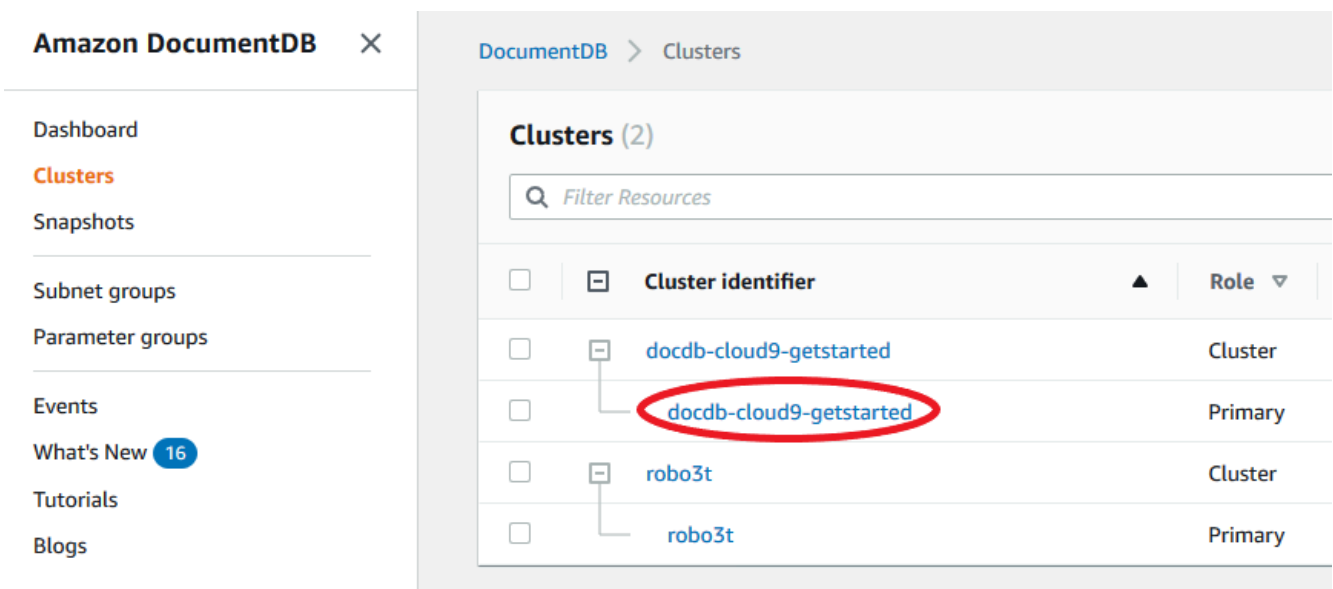 Amazon DocumentDB
Dashboard
Clusters
Snapshots
Subnet groups
Parameter groups
Events
What's New 16
Tutorials
Blogs
DocumentDB > Clusters
Clusters (2)
Filter Resources
Cluster identifier Role
docdb-cloud9-getstarted Cluster
docdb-cloud9-getstarted Primary
robo3t Cluster
robo3t Primary